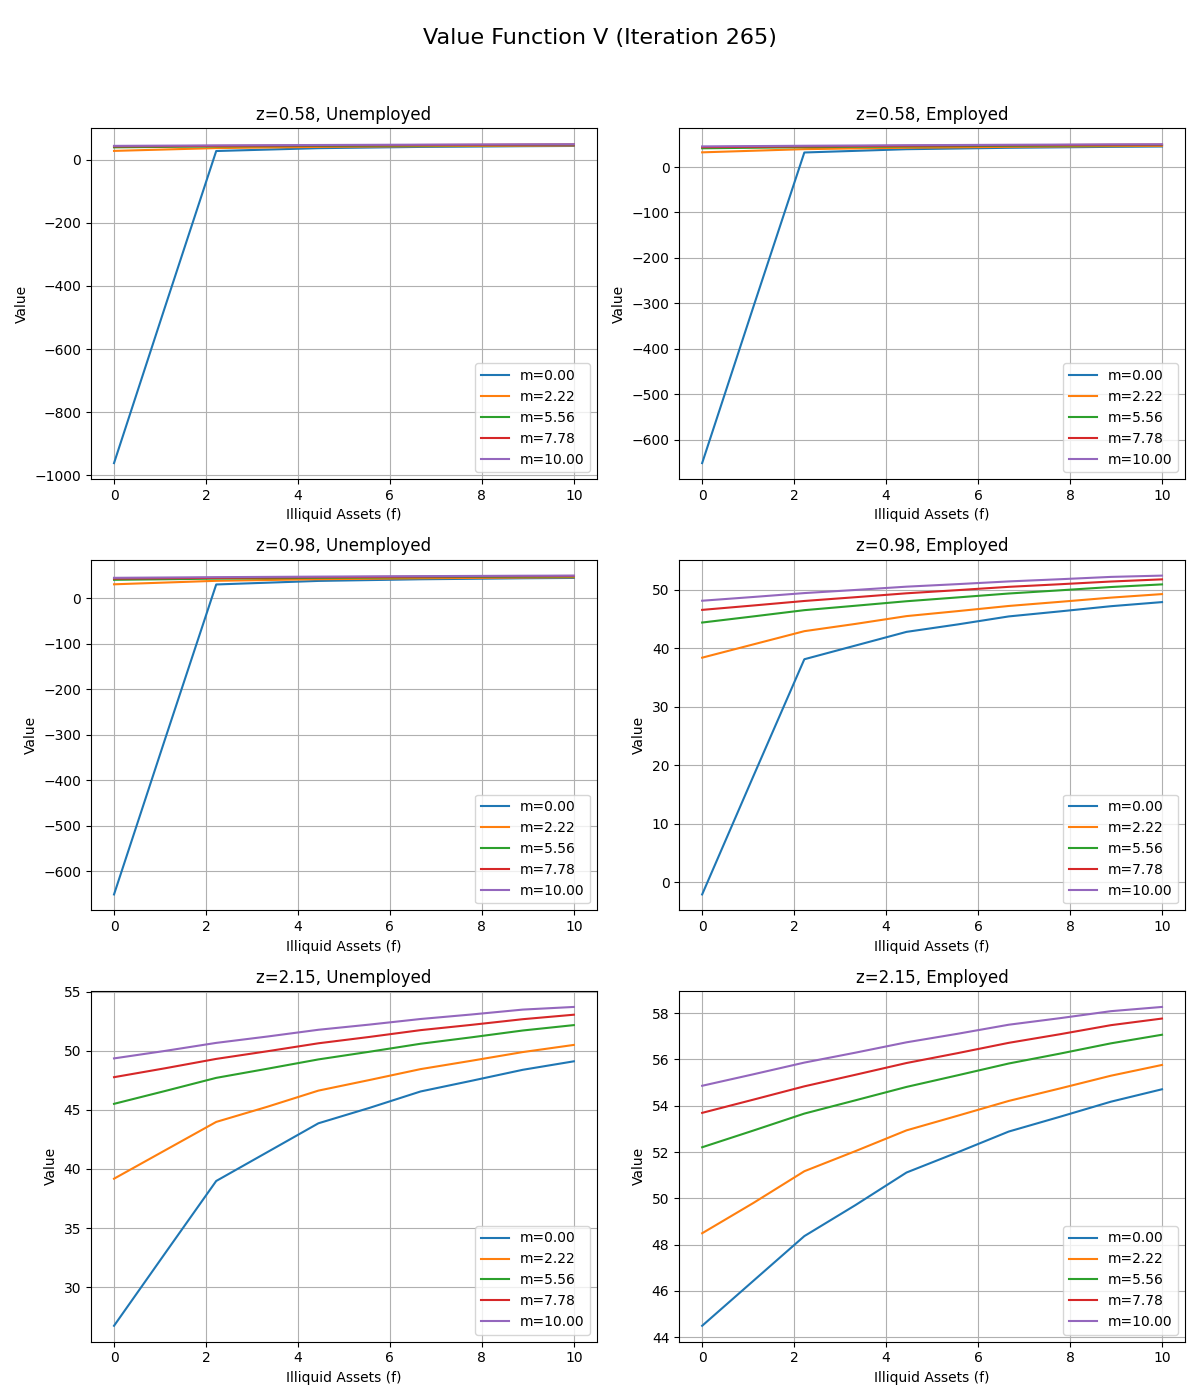 Value Function V (Iteration 265)
z=0.58, Unemployed
Value
0
−200
−400
−600
−800
−1000
0 2 4 6 8 10
Illiquid Assets (f)
m=0.00
m=2.22
m=5.56
m=7.78
m=10.00
z=0.58, Employed
Value
0
−100
−200
−300
−400
−500
−600
0 2 4 6 8 10
Illiquid Assets (f)
m=0.00
m=2.22
m=5.56
m=7.78
m=10.00
z=0.98, Unemployed
Value
0
−100
−200
−300
−400
−500
−600
0 2 4 6 8 10
Illiquid Assets (f)
m=0.00
m=2.22
m=5.56
m=7.78
m=10.00
z=0.98, Employed
Value
50
40
30
20
10
0
0 2 4 6 8 10
Illiquid Assets (f)
m=0.00
m=2.22
m=5.56
m=7.78
m=10.00
z=2.15, Unemployed
Value
55
50
45
40
35
30
0 2 4 6 8 10
Illiquid Assets (f)
m=0.00
m=2.22
m=5.56
m=7.78
m=10.00
z=2.15, Employed
Value
58
56
54
52
50
48
46
44
0 2 4 6 8 10
Illiquid Assets (f)
m=0.00
m=2.22
m=5.56
m=7.78
m=10.00